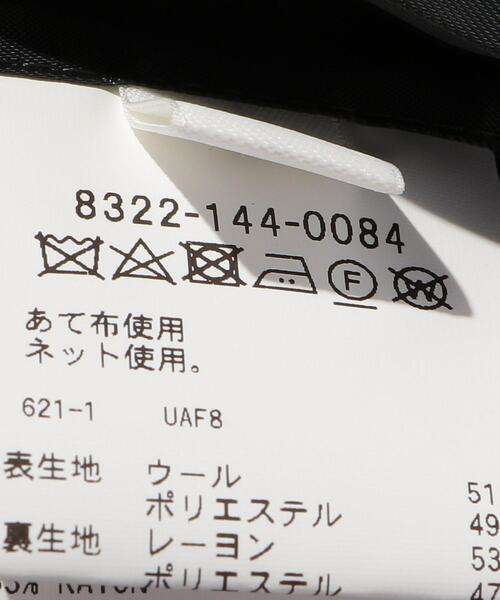 8322-144-0084
F W
あて布使用
ネット使用。
621-1 UAF8
表生地 ウール 51
ポリエステル 49
裏生地 レーヨン 53
ポリエステル 47